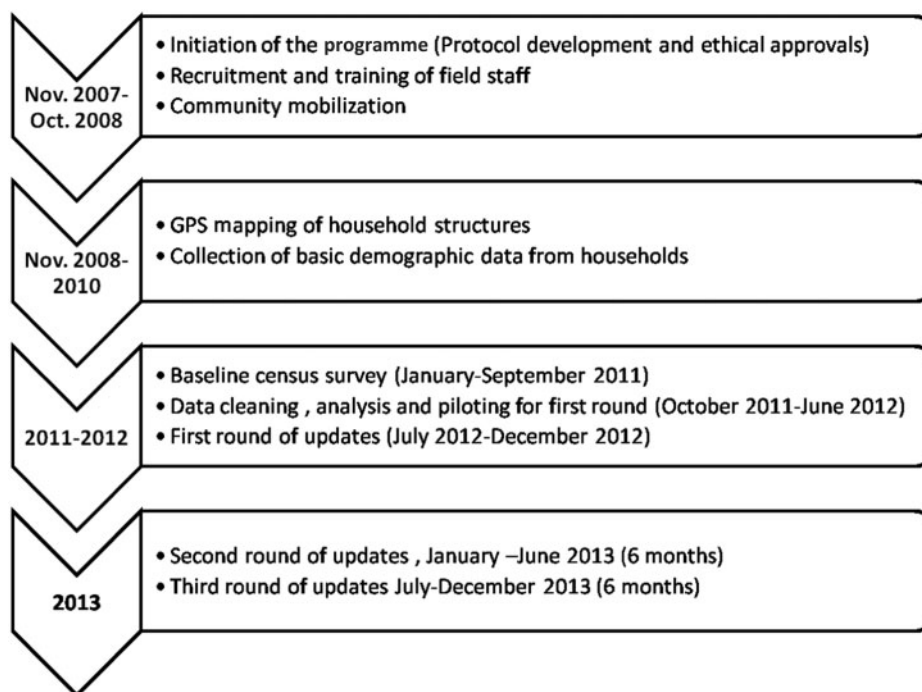 Nov. 2007-
Oct. 2008
• Initiation of the programme (Protocol development and ethical approvals)
• Recruitment and training of field staff
• Community mobilization
Nov. 2008-
2010
• GPS mapping of household structures
• Collection of basic demographic data from households
2011-2012
• Baseline census survey (January-September 2011)
• Data cleaning , analysis and piloting for first round (October 2011-June 2012)
• First round of updates (July 2012-December 2012)
2013
• Second round of updates , January –June 2013 (6 months)
• Third round of updates July-December 2013 (6 months)